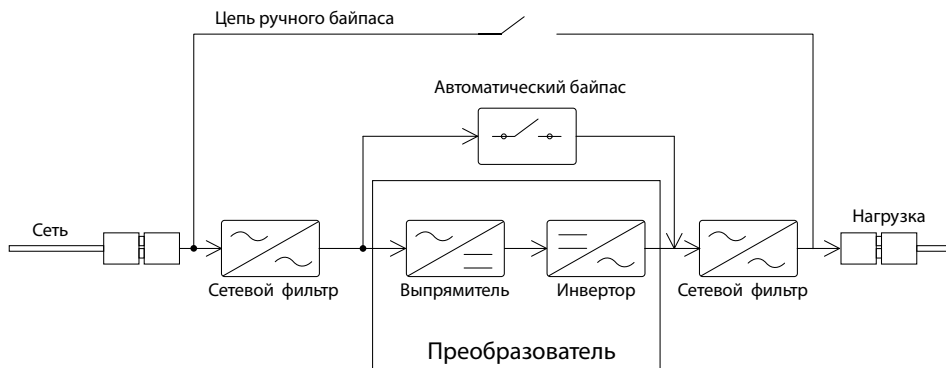 Цепь ручного байпаса
Автоматический байпас
Сеть
Нагрузка
Сетевой фильтр
Выпрямитель
Инвертор
Сетевой фильтр
Преобразователь